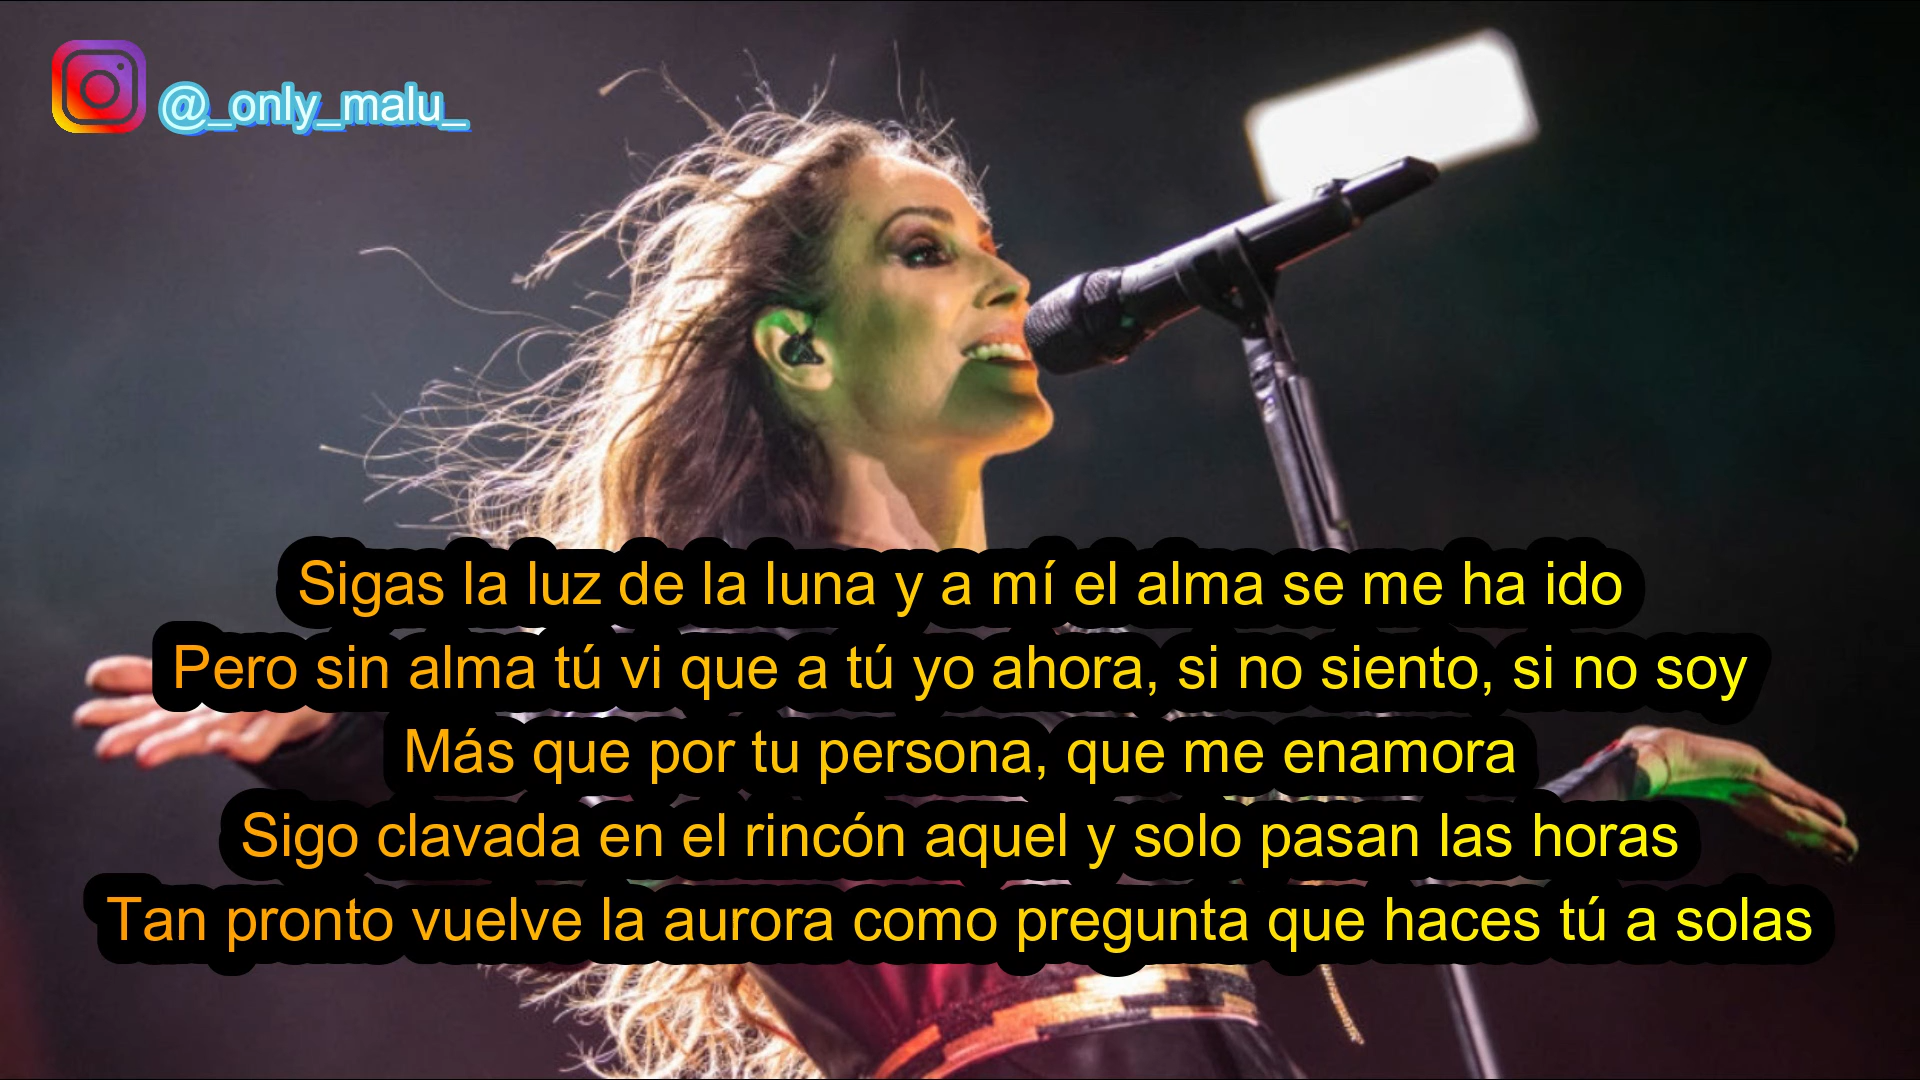 @_only_malu_
Sigas la luz de la luna y a mí el alma se me ha ido
Pero sin alma tú vi que a tú yo ahora, si no siento, si no soy
Más que por tu persona, que me enamora
Sigo clavada en el rincón aquel y solo pasan las horas
Tan pronto vuelve la aurora como pregunta que haces tú a solas